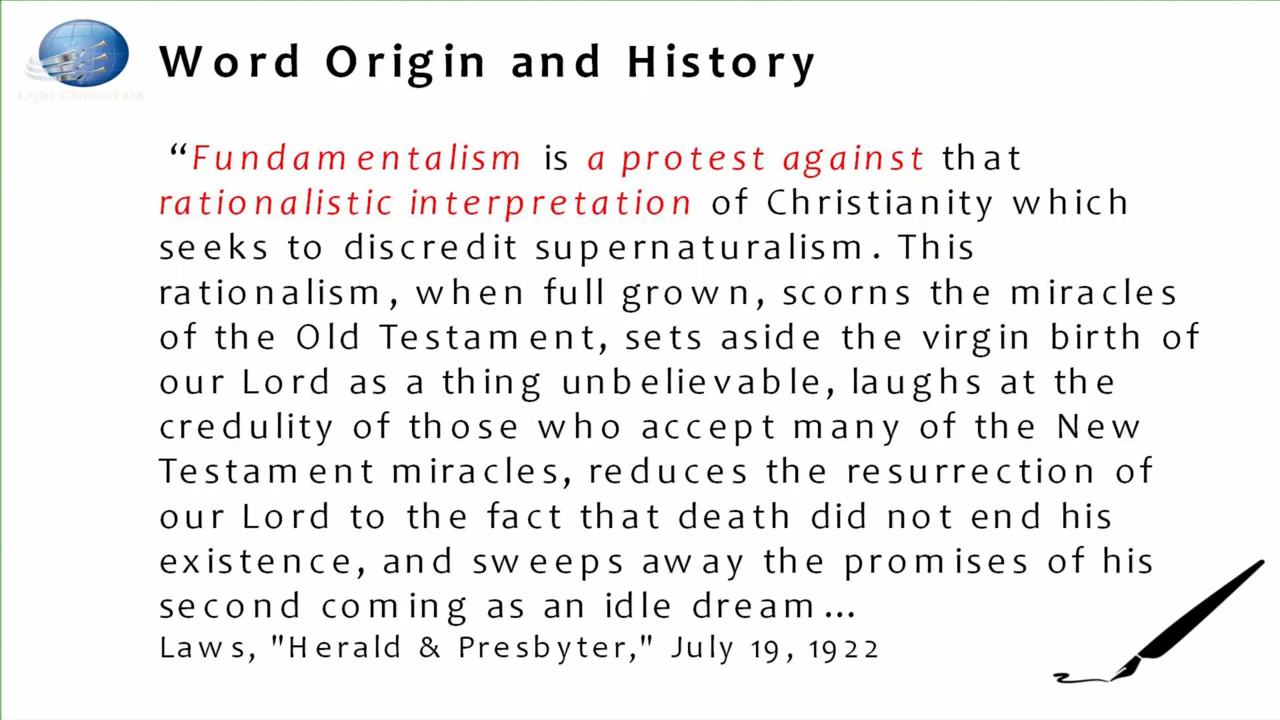 Light Channel DK
Word Origin and History
“Fundamentalism is a protest against that
rationalistic interpretation of Christianity which
seeks to discredit supernaturalism. This
rationalism, when full grown, scorns the miracles
of the Old Testament, sets aside the virgin birth of
our Lord as a thing unbelievable, laughs at the
credulity of those who accept many of the New
Testament miracles, reduces the resurrection of
our Lord to the fact that death did not end his
existence, and sweeps away the promises of his
second coming as an idle dream...
Laws, "Herald & Presbyter," July 19, 1922